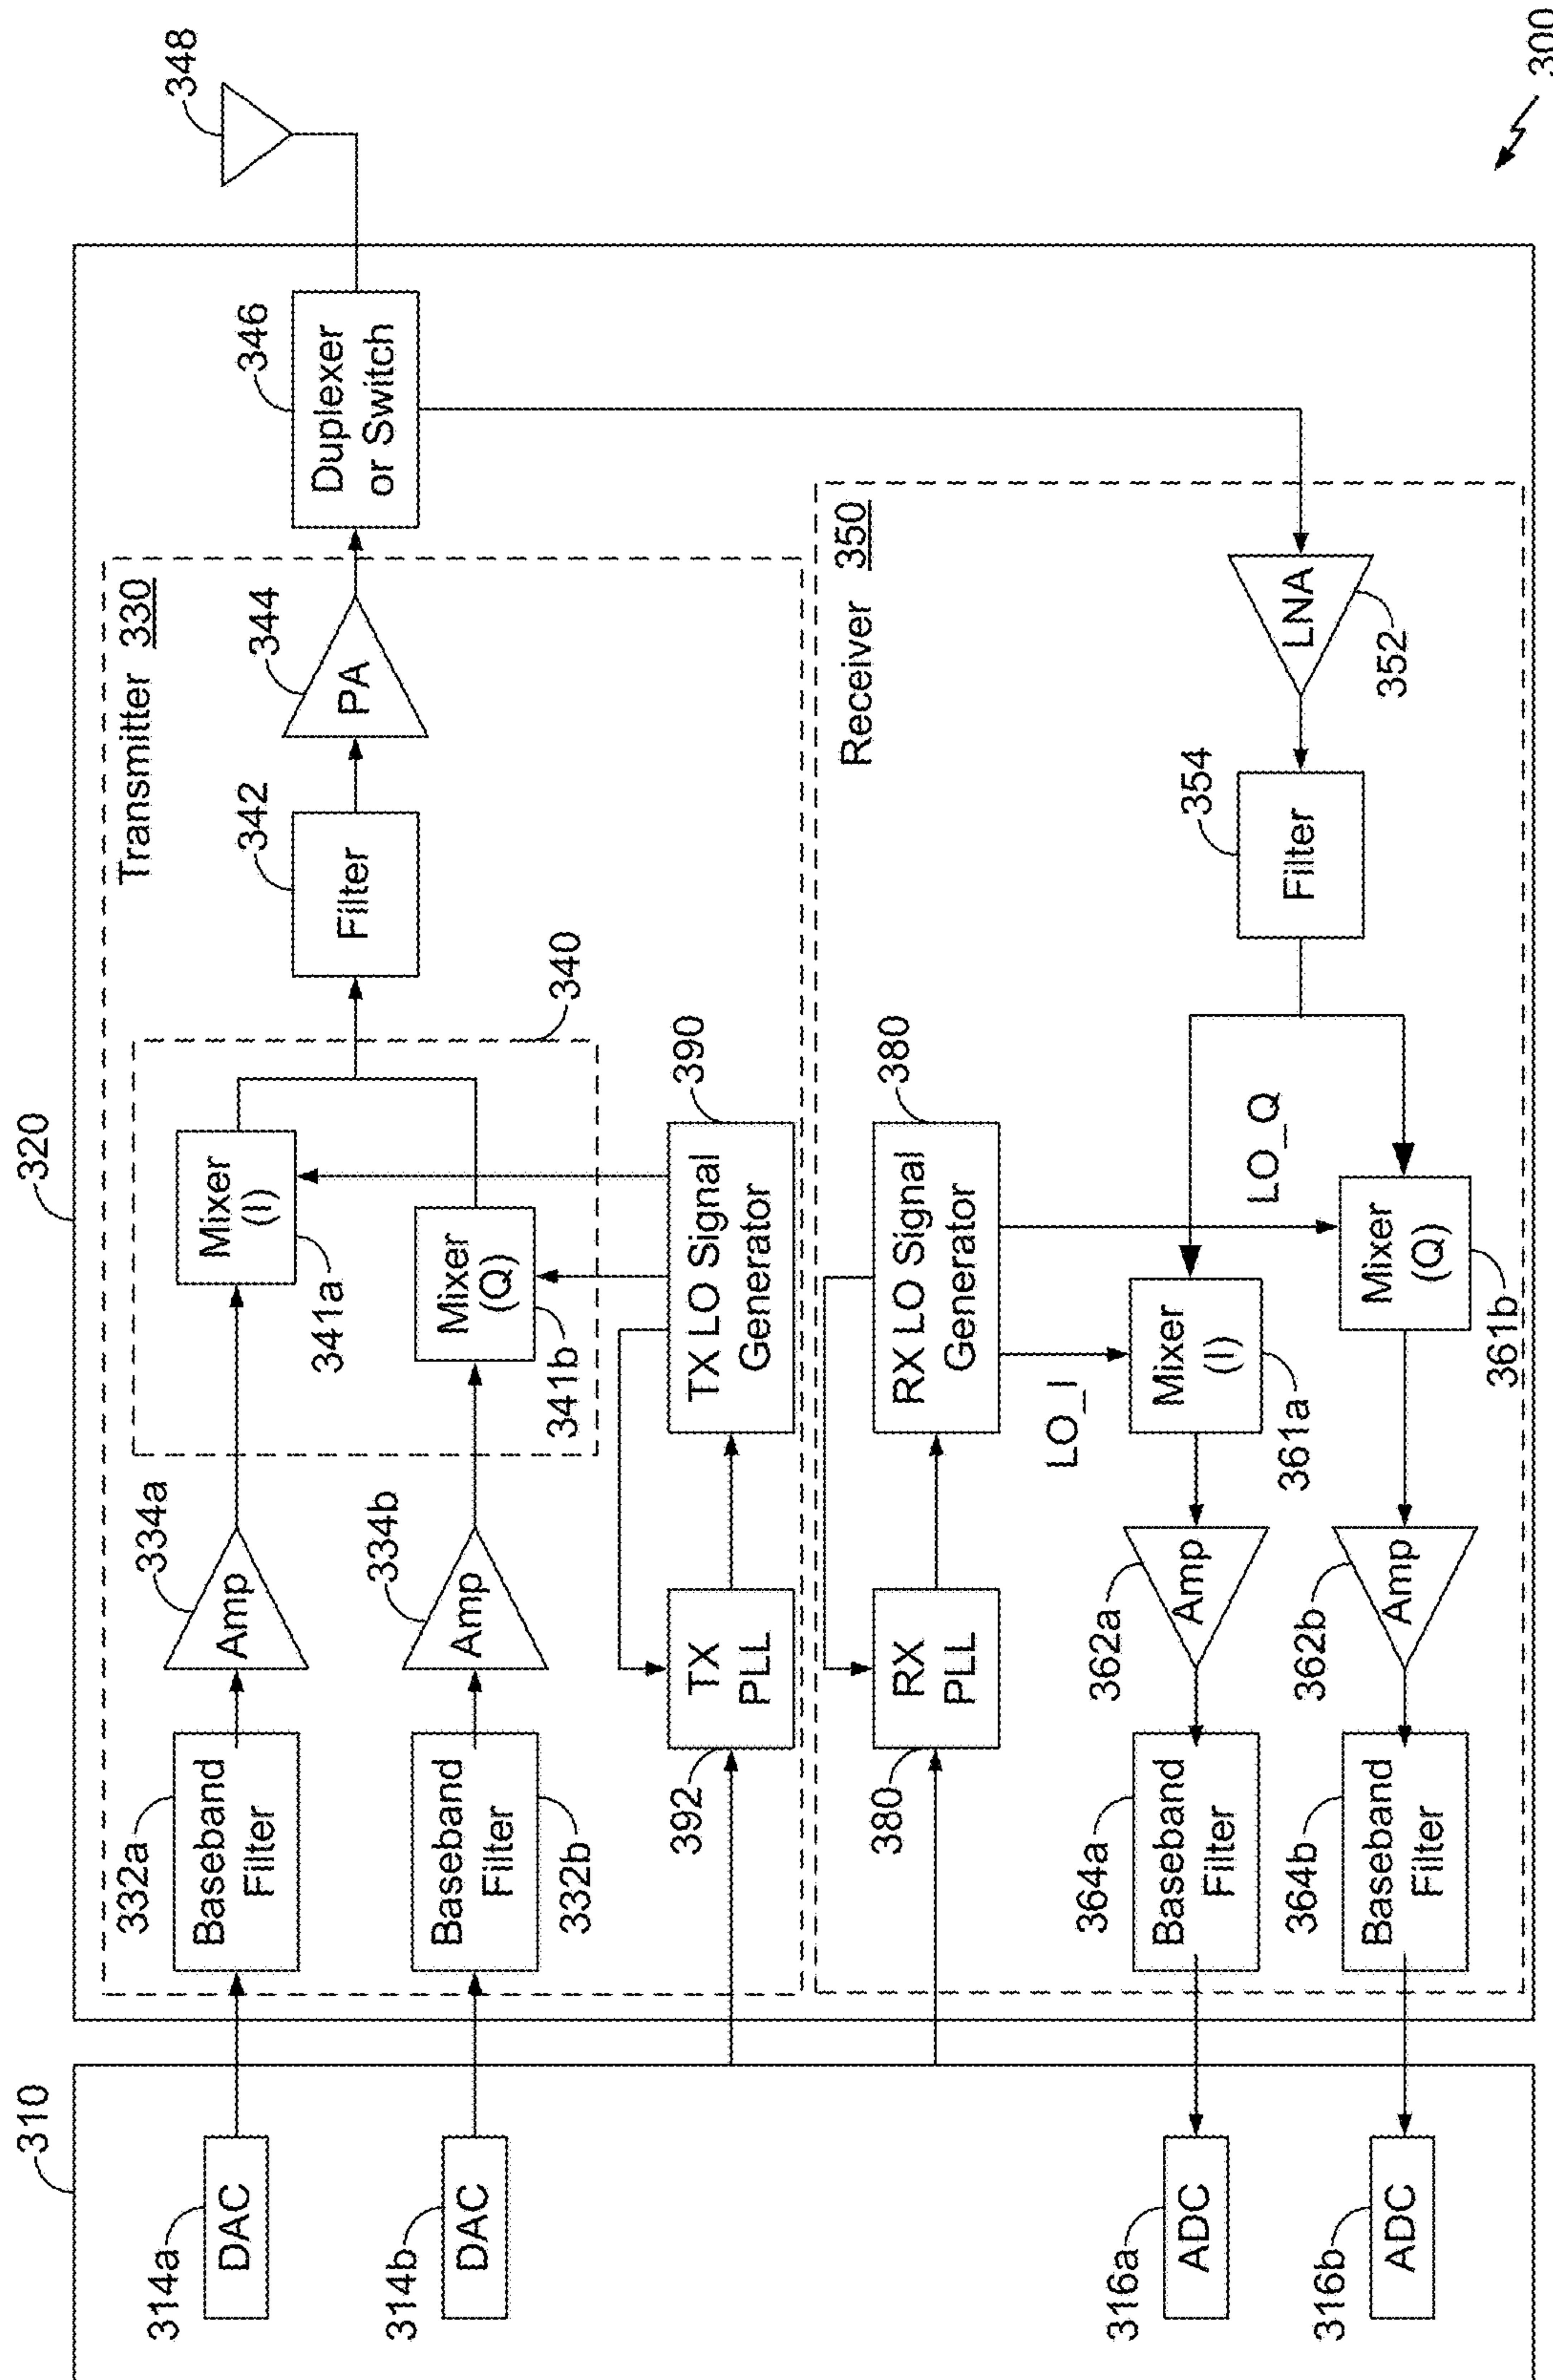 310
320
314a
DAC
314b
DAC
316a
ADC
316b
ADC
Transmitter 330
332a
Baseband
Filter
334a
Amp
341a
Mixer
(I)
332b
Baseband
Filter
334b
Amp
341b
Mixer
(Q)
340
342
Filter
344
PA
346
Duplexer
or Switch
348
392
TX
PLL
390
TX LO Signal
Generator
Receiver 350
380
RX
PLL
380
RX LO Signal
Generator
LO_I
LO_Q
352
LNA
354
Filter
361a
Mixer
(I)
362a
Amp
364a
Baseband
Filter
361b
Mixer
(Q)
362b
Amp
364b
Baseband
Filter
300